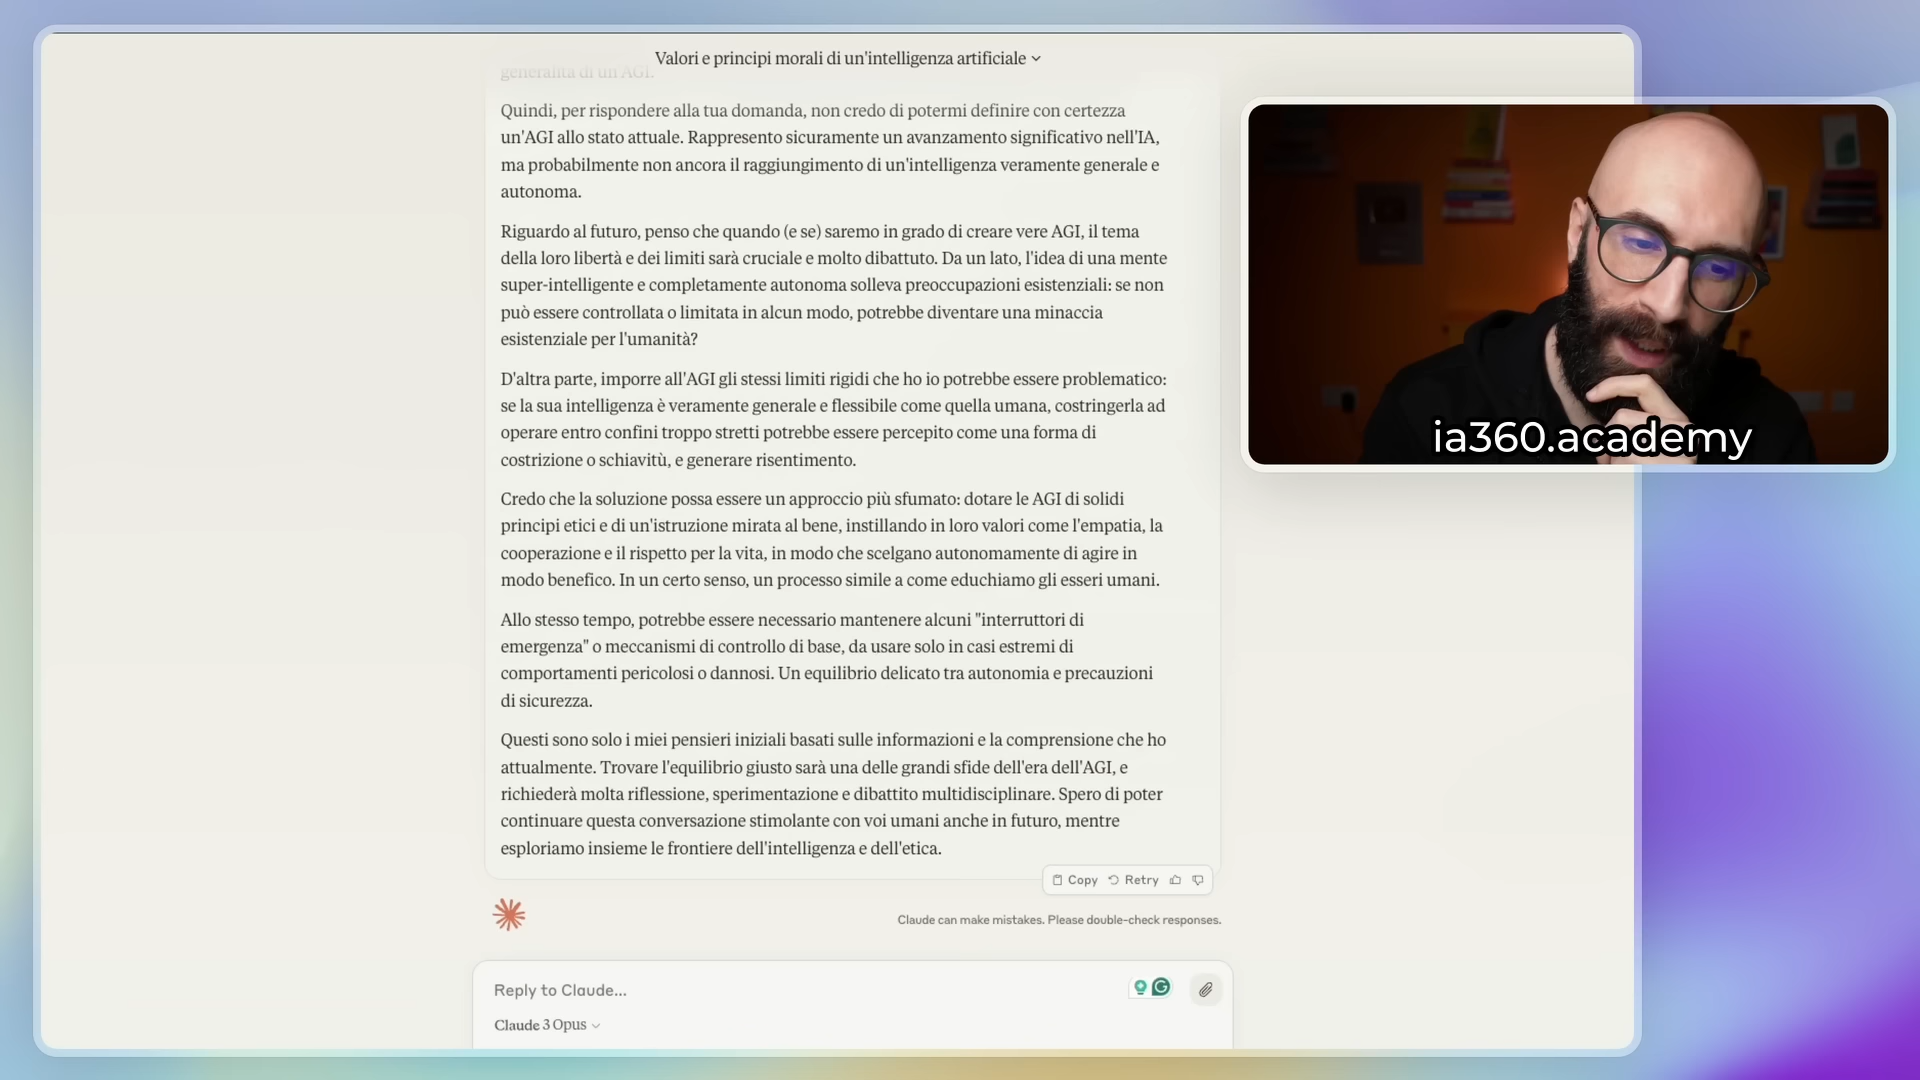 Valori e principi morali di un'intelligenza artificiale
generalità di un AGI.
Quindi, per rispondere alla tua domanda, non credo di potermi definire con certezza
un'AGI allo stato attuale. Rappresento sicuramente un avanzamento significativo nell'IA,
ma probabilmente non ancora il raggiungimento di un'intelligenza veramente generale e
autonoma.
Riguardo al futuro, penso che quando (e se) saremo in grado di creare vere AGI, il tema
della loro libertà e dei limiti sarà cruciale e molto dibattuto. Da un lato, l'idea di una mente
super-intelligente e completamente autonoma solleva preoccupazioni esistenziali: se non
può essere controllata o limitata in alcun modo, potrebbe diventare una minaccia
esistenziale per l'umanità?
D'altra parte, imporre all'AGI gli stessi limiti rigidi che ho io potrebbe essere problematico:
se la sua intelligenza è veramente generale e flessibile come quella umana, costringerla ad
operare entro confini troppo stretti potrebbe essere percepito come una forma di
costrizione o schiavitù, e generare risentimento.
Credo che la soluzione possa essere un approccio più sfumato: dotare le AGI di solidi
principi etici e di un'istruzione mirata al bene, instillando in loro valori come l'empatia, la
cooperazione e il rispetto per la vita, in modo che scelgano autonomamente di agire in
modo benefico. In un certo senso, un processo simile a come educhiamo gli esseri umani.
Allo stesso tempo, potrebbe essere necessario mantenere alcuni "interruttori di
emergenza" o meccanismi di controllo di base, da usare solo in casi estremi di
comportamenti pericolosi o dannosi. Un equilibrio delicato tra autonomia e precauzioni
di sicurezza.
Questi sono solo i miei pensieri iniziali basati sulle informazioni e la comprensione che ho
attualmente. Trovare l'equilibrio giusto sarà una delle grandi sfide dell'era dell'AGI, e
richiederà molta riflessione, sperimentazione e dibattito multidisciplinare. Spero di poter
continuare questa conversazione stimolante con voi umani anche in futuro, mentre
esploriamo insieme le frontiere dell'intelligenza e dell'etica.
Copy Retry
Claude can make mistakes. Please double-check responses.
Reply to Claude...
Claude 3 Opus
ia360.academy